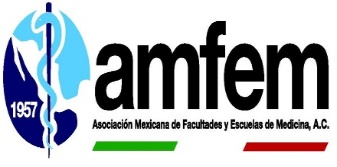 amfem
1957
Asociación Mexicana de Facultades y Escuelas de Medicina, A.C.